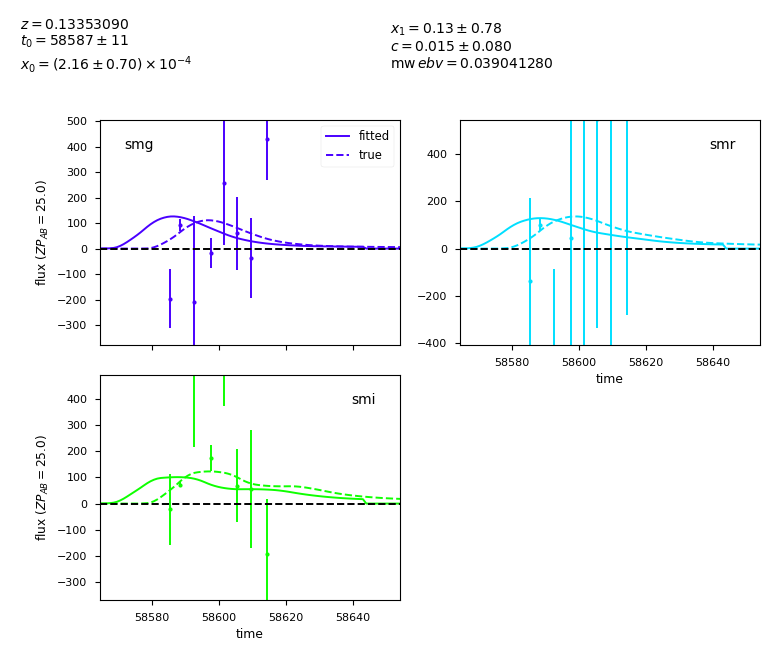 z = 0.13353090
t₀ = 58587 ± 11
x₀ = (2.16 ± 0.70) × 10⁻⁴
x₁ = 0.13 ± 0.78
c = 0.015 ± 0.080
mw ebv = 0.039041280
smg
fitted
true
500
400
300
200
100
0
−100
−200
−300
flux (ZP_AB = 25.0)
smr
400
200
0
−200
−400
58580 58600 58620 58640
time
smi
400
300
200
100
0
−100
−200
−300
flux (ZP_AB = 25.0)
58580 58600 58620 58640
time